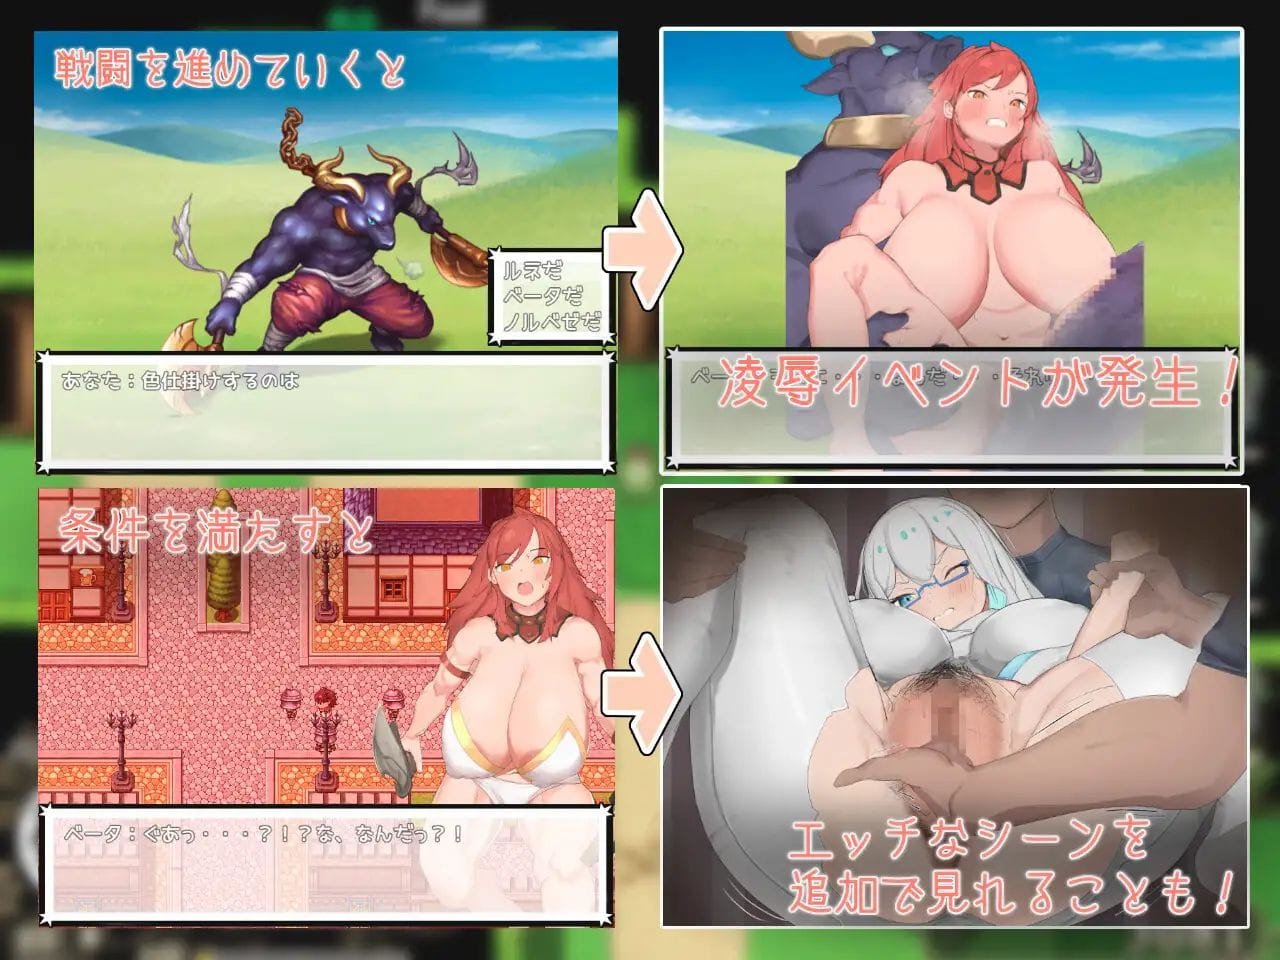 戦闘を進めていくと
ルネだ
ベータだ
ノルベゼだ
あなた：色仕掛けするのは
凌辱イベントが発生！
条件を満たすと
ベータ：ぐあっ・・・？！？な、なんだっ？！
エッチなシーンを
追加で見れることも！